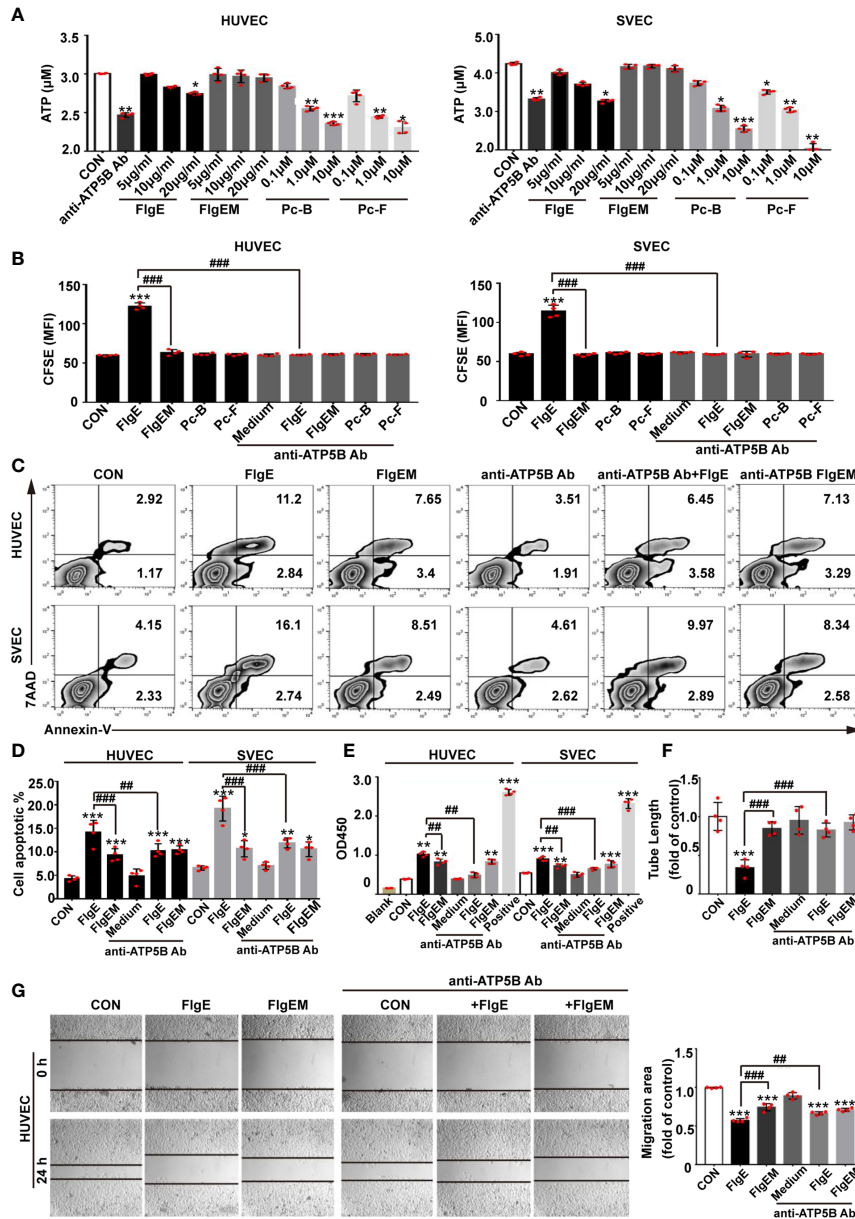 A
HUVEC
ATP (μM)
3.5
3.0
2.5
2.0
** * ** *** ** *
CON
anti-ATP5B Ab
5μg/ml
10μg/ml
20μg/ml
5μg/ml
10μg/ml
20μg/ml
0.1μM
1.0μM
10μM
0.1μM
1.0μM
10μM
FlgE FlgEM Pc-B Pc-F
SVEC
ATP (μM)
5.0
4.0
3.0
2.0
** * * *** * ** **
CON
anti-ATP5B Ab
5μg/ml
10μg/ml
20μg/ml
5μg/ml
10μg/ml
20μg/ml
0.1μM
1.0μM
10μM
0.1μM
1.0μM
10μM
FlgE FlgEM Pc-B Pc-F
B
HUVEC
CFSE (MFI)
150
100
50
0
###
###
***
CON
FlgE
FlgEM
Pc-B
Pc-F
Medium
FlgE
FlgEM
Pc-B
Pc-F
anti-ATP5B Ab
SVEC
CFSE (MFI)
150
100
50
0
###
###
***
CON
FlgE
FlgEM
Pc-B
Pc-F
Medium
FlgE
FlgEM
Pc-B
Pc-F
anti-ATP5B Ab
C
CON FlgE FlgEM anti-ATP5B Ab anti-ATP5B Ab+FlgE anti-ATP5B FlgEM
HUVEC
2.92 11.2 7.65 3.51 6.45 7.13
1.17 2.84 3.4 1.91 3.58 3.29
SVEC
4.15 16.1 8.51 4.61 9.97 8.34
2.33 2.74 2.49 2.62 2.89 2.58
7AAD
Annexin-V
D
HUVEC SVEC
Cell apoptotic %
25.0
20.0
15.0
10.0
5.0
0.0
## ###
### ###
*** *** *** *** *** * ** *
CON
FlgE
FlgEM
Medium
FlgE
FlgEM
CON
FlgE
FlgEM
Medium
FlgE
FlgEM
anti-ATP5B Ab anti-ATP5B Ab
E
HUVEC SVEC
OD450
3.0
2.0
1.0
0.0
## ###
## ##
** ** ** *** *** ** *** ***
Blank
CON
FlgE
FlgEM
Medium
FlgE
FlgEM
Positive
CON
FlgE
FlgEM
Medium
FlgE
FlgEM
Positive
anti-ATP5B Ab anti-ATP5B Ab
F
Tube Length
(fold of control)
1.5
1.0
0.5
0.0
###
###
***
CON
FlgE
FlgEM
Medium
FlgE
FlgEM
anti-ATP5B Ab
G
anti-ATP5B Ab
CON FlgE FlgEM CON +FlgE +FlgEM
HUVEC
0 h
24 h
Migration area
(fold of control)
1.5
1.0
0.5
0
##
###
*** *** *** ***
CON
FlgE
FlgEM
Medium
FlgE
FlgEM
anti-ATP5B Ab